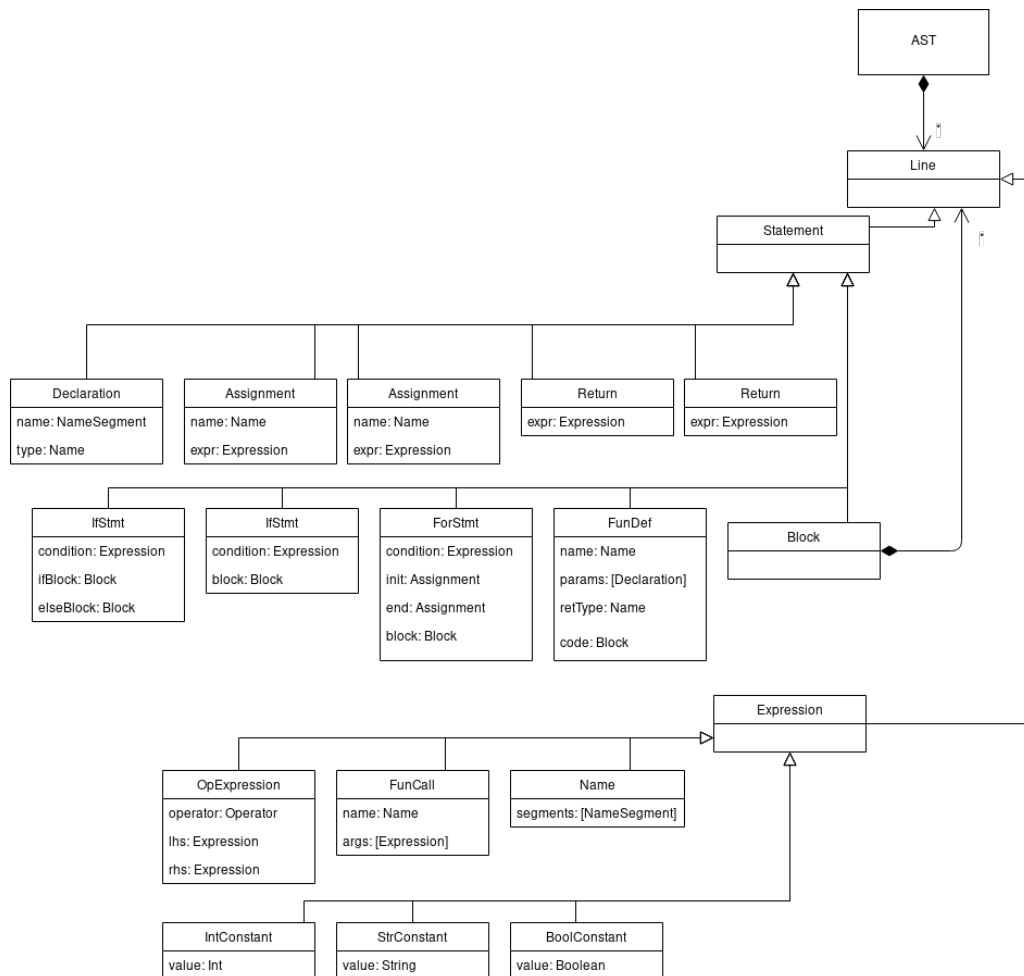 AST
*
Line
*
Statement
Declaration
name: NameSegment
type: Name
Assignment
name: Name
expr: Expression
Assignment
name: Name
expr: Expression
Return
expr: Expression
Return
expr: Expression
IfStmt
condition: Expression
ifBlock: Block
elseBlock: Block
IfStmt
condition: Expression
block: Block
ForStmt
condition: Expression
init: Assignment
end: Assignment
block: Block
FunDef
name: Name
params: [Declaration]
retType: Name
code: Block
Block
Expression
OpExpression
operator: Operator
lhs: Expression
rhs: Expression
FunCall
name: Name
args: [Expression]
Name
segments: [NameSegment]
IntConstant
value: Int
StrConstant
value: String
BoolConstant
value: Boolean